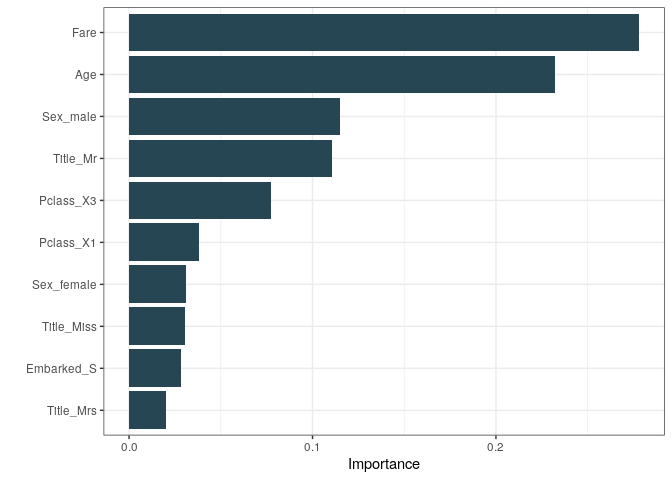 Fare
Age
Sex_male
Title_Mr
Pclass_X3
Pclass_X1
Sex_female
Title_Miss
Embarked_S
Title_Mrs
0.0 0.1 0.2
Importance